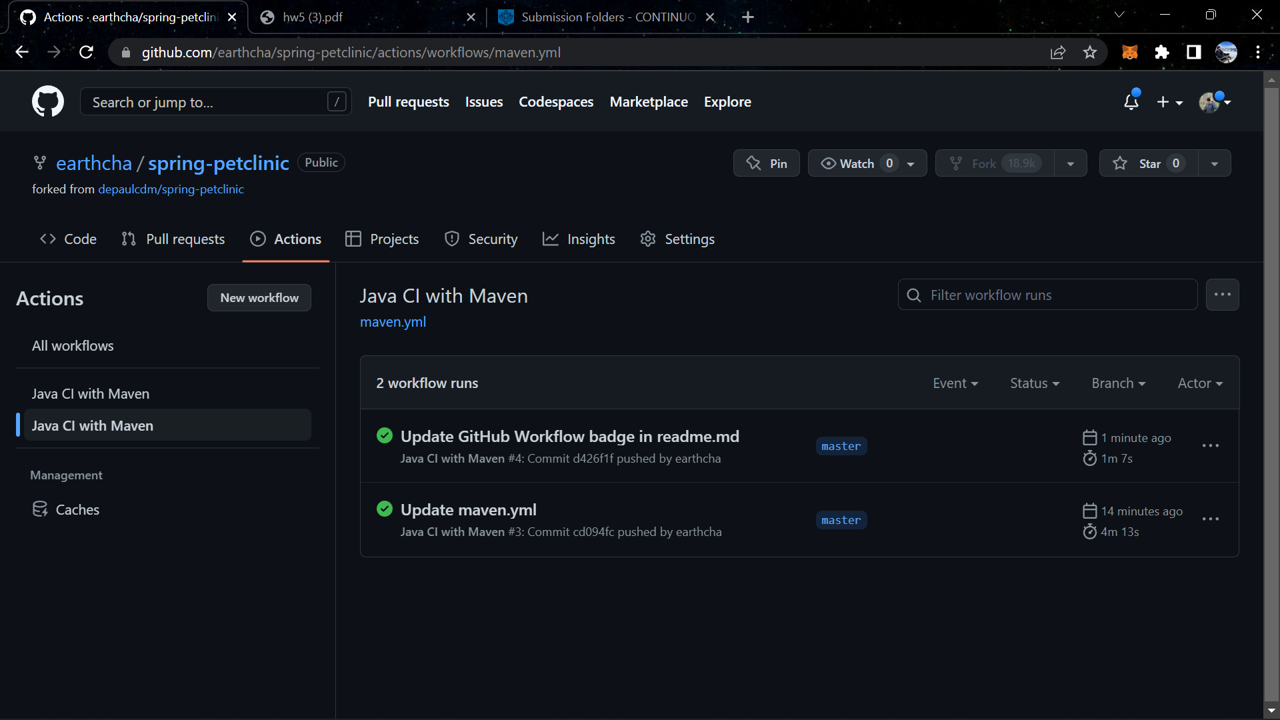 Actions · earthcha/spring-petclini
hw5 (3).pdf
Submission Folders - CONTINUO
github.com/earthcha/spring-petclinic/actions/workflows/maven.yml
Search or jump to...
/
Pull requests
Issues
Codespaces
Marketplace
Explore
earthcha / spring-petclinic
Public
Pin
Watch 0
Fork 18.9k
Star 0
forked from depaulcdm/spring-petclinic
Code
Pull requests
Actions
Projects
Security
Insights
Settings
Actions
New workflow
All workflows
Java CI with Maven
Java CI with Maven
Management
Caches
Java CI with Maven
maven.yml
Filter workflow runs
2 workflow runs
Event
Status
Branch
Actor
Update GitHub Workflow badge in readme.md
Java CI with Maven #4: Commit d426f1f pushed by earthcha
master
1 minute ago
1m 7s
Update maven.yml
Java CI with Maven #3: Commit cd094fc pushed by earthcha
master
14 minutes ago
4m 13s